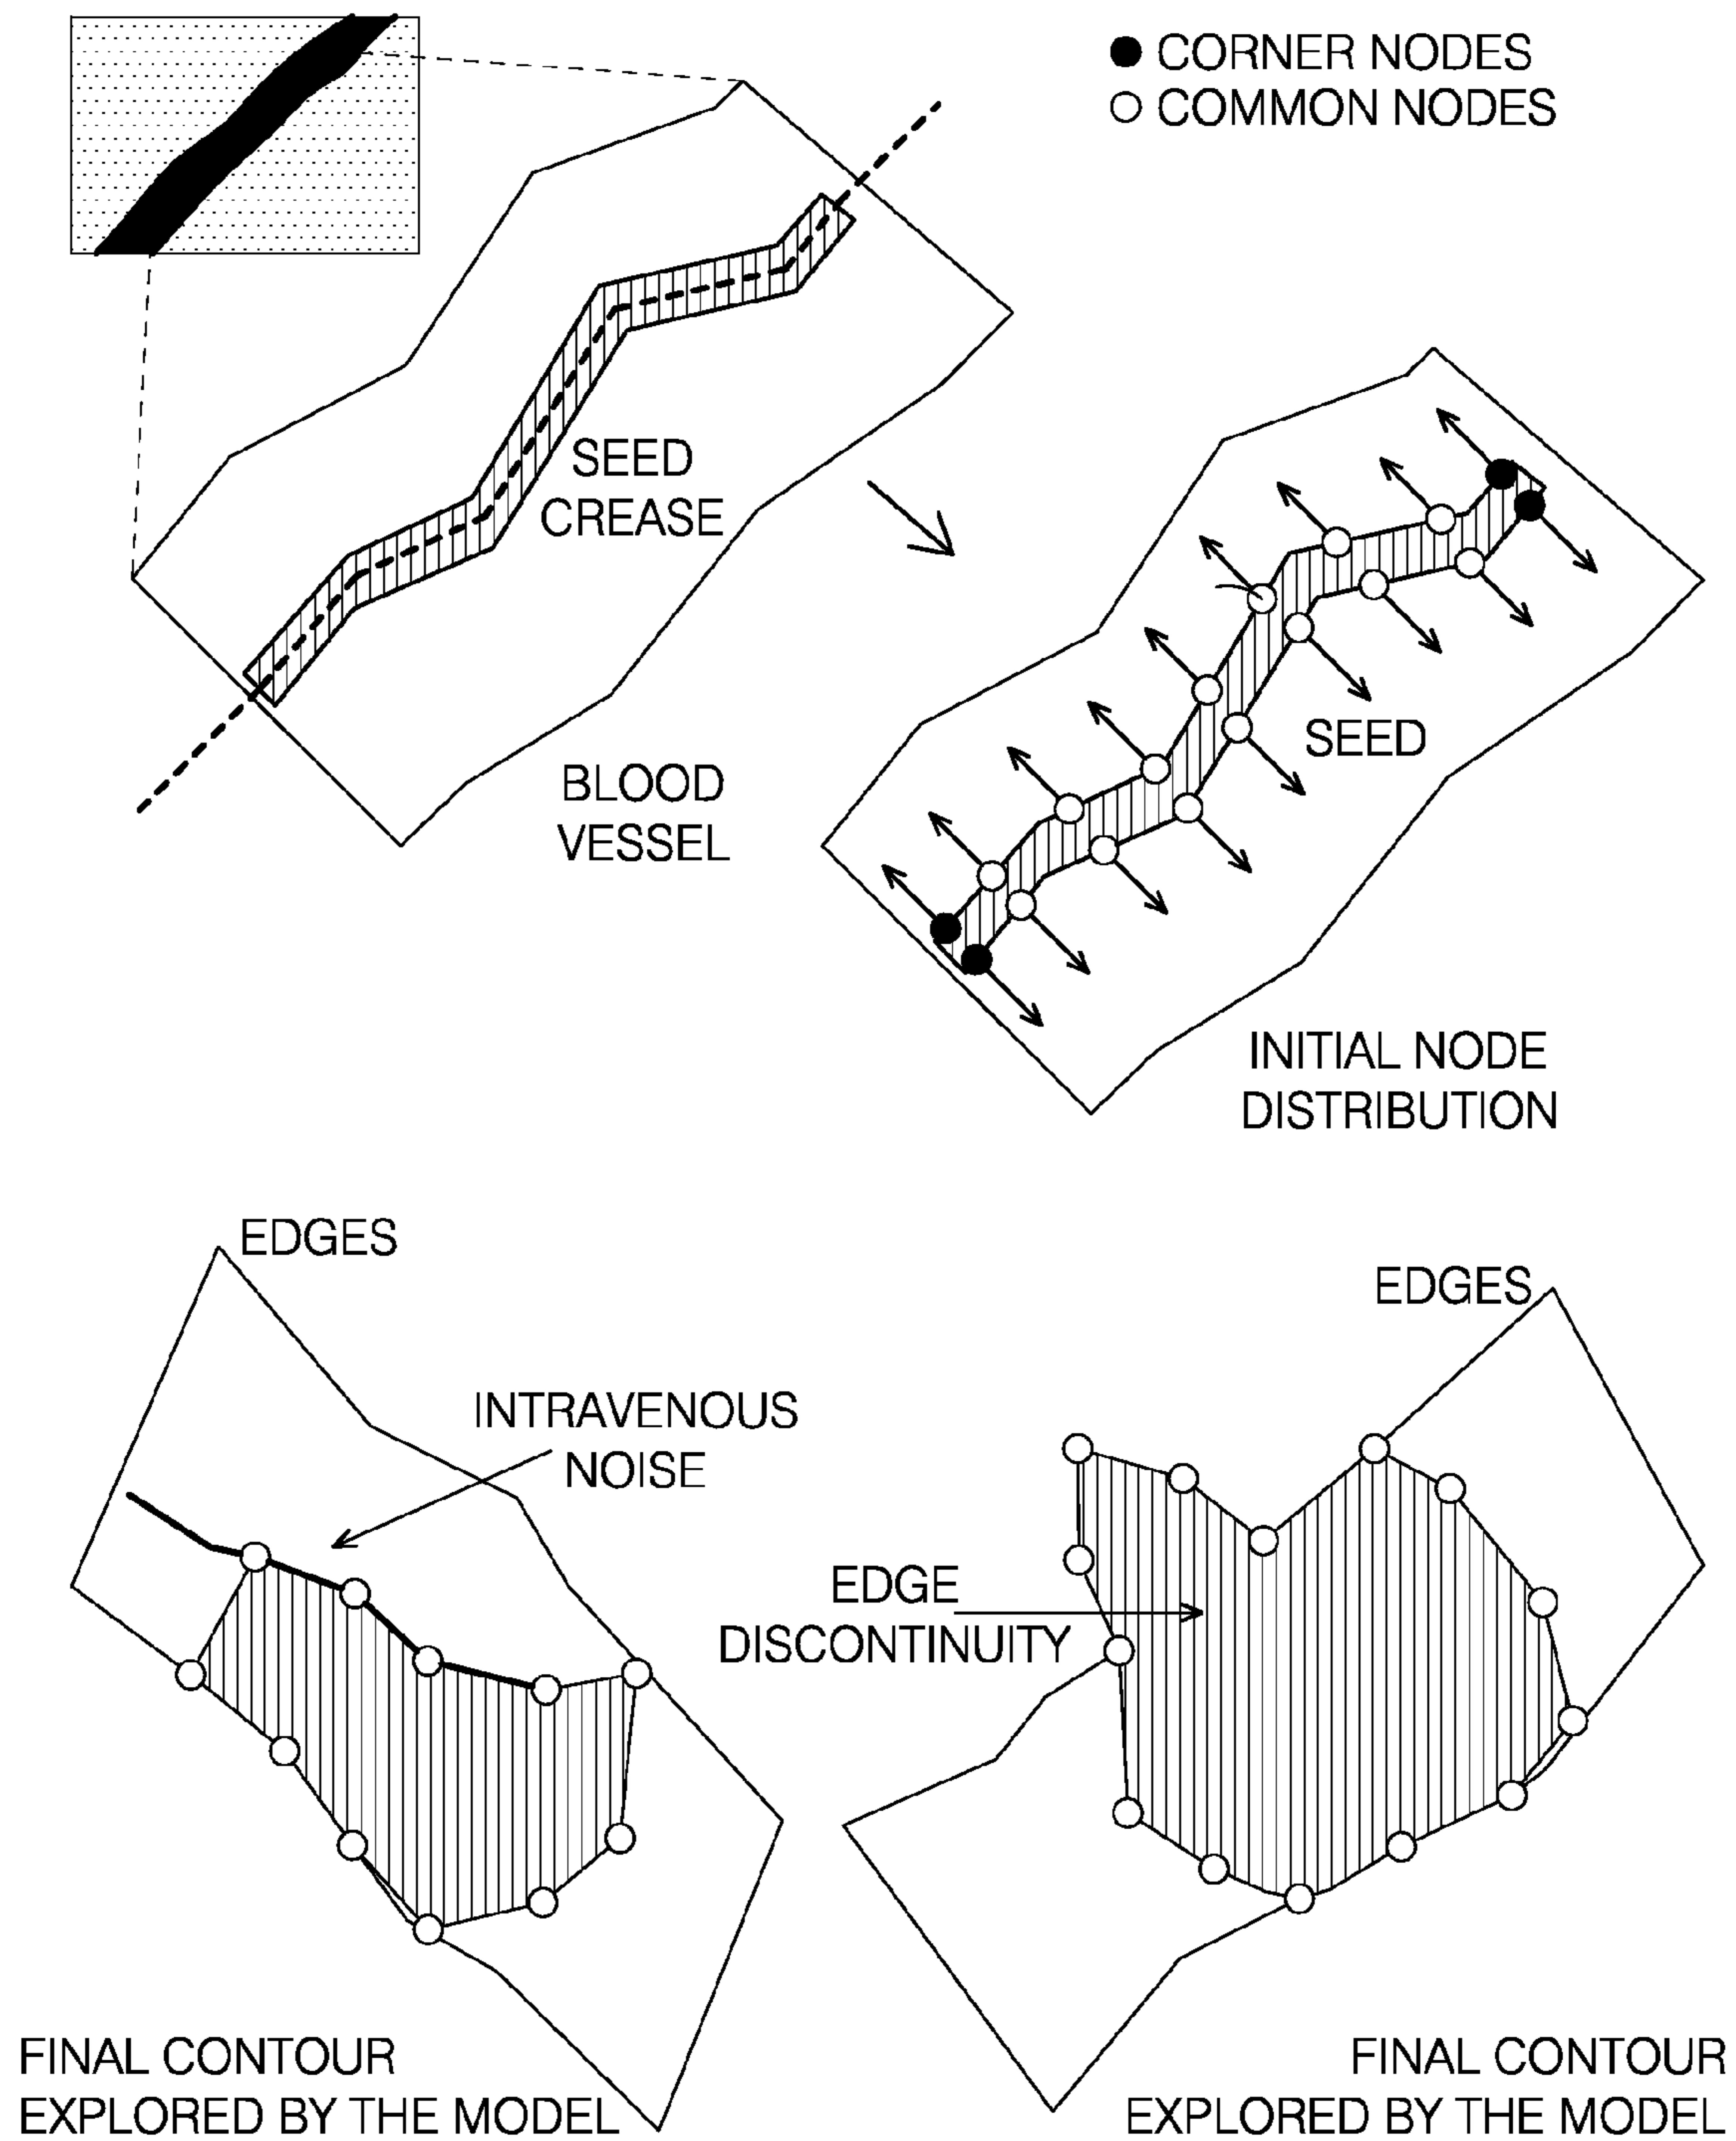 CORNER NODES
COMMON NODES
SEED
CREASE
BLOOD
VESSEL
SEED
INITIAL NODE
DISTRIBUTION
EDGES
INTRAVENOUS
NOISE
FINAL CONTOUR
EXPLORED BY THE MODEL
EDGES
EDGE
DISCONTINUITY
FINAL CONTOUR
EXPLORED BY THE MODEL